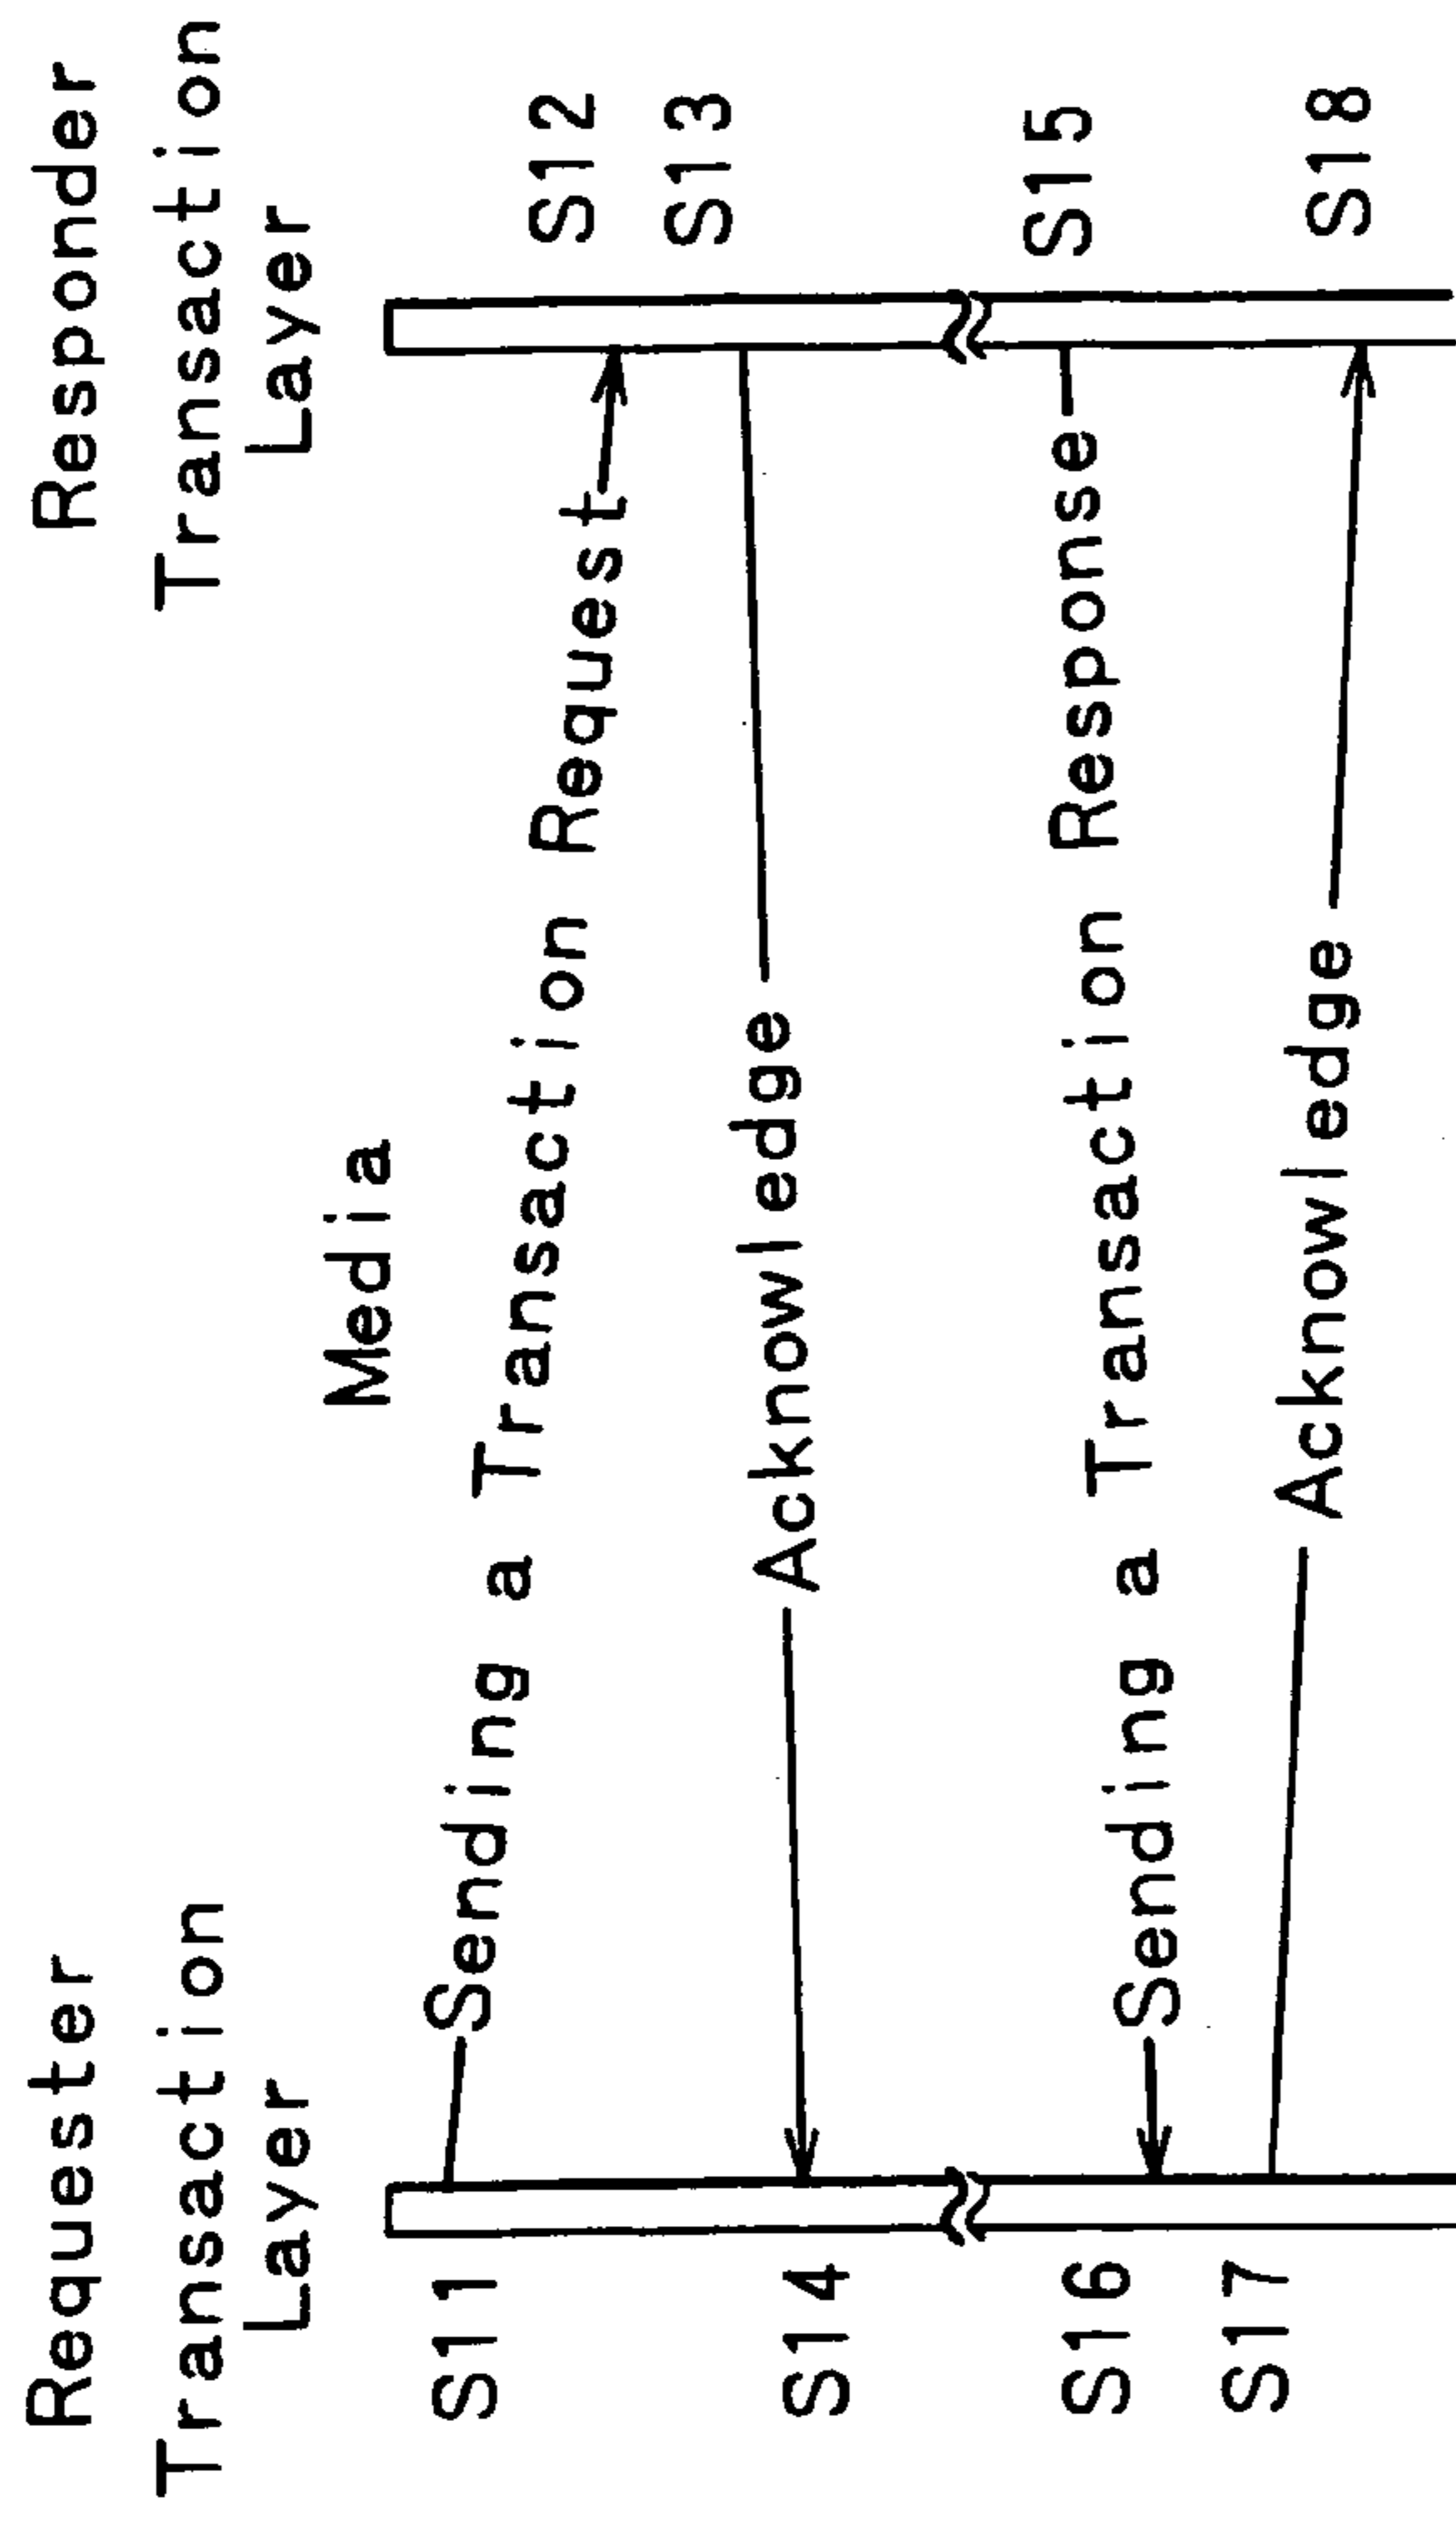 Requester
Transaction
Layer
Media
Responder
Transaction
Layer
S11
Sending a Transaction Request
S12
S13
Acknowledge
S14
S15
Sending a Transaction Response
S16
S17
Acknowledge
S18